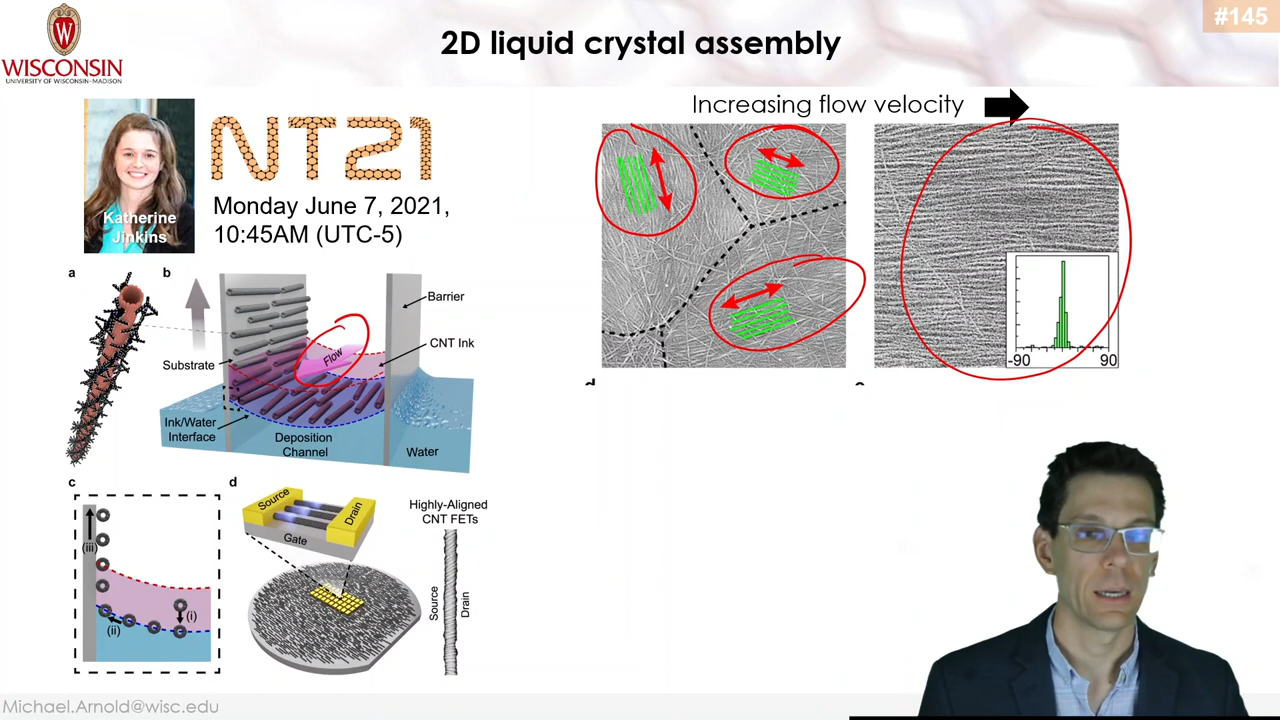 #145
2D liquid crystal assembly
W
WISCONSIN
UNIVERSITY OF WISCONSIN-MADISON
Katherine
Jinkins
NT21
Monday June 7, 2021,
10:45AM (UTC-5)
Increasing flow velocity
-90
90
a
b
Barrier
CNT Ink
Flow
Substrate
Ink/Water
Interface
Deposition
Channel
Water
c
(iii)
(i)
(ii)
d
Source
Drain
Gate
Highly-Aligned
CNT FETs
Source
Drain
Michael.Arnold@wisc.edu